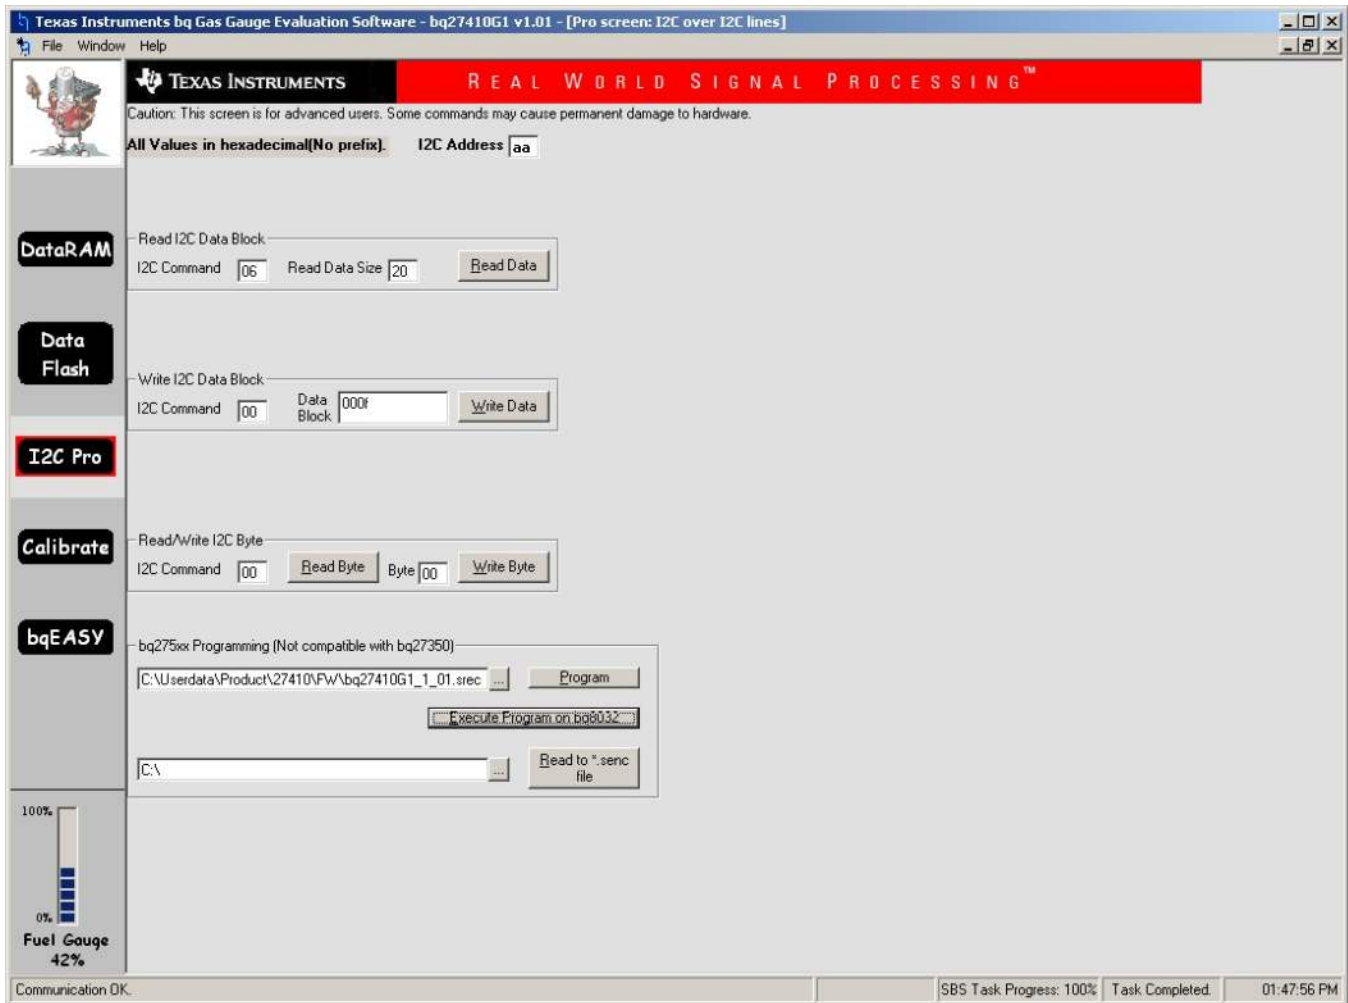 Texas Instruments bq Gas Gauge Evaluation Software - bq27410G1 v1.01 - [Pro screen: I2C over I2C lines]
File Window Help
TEXAS INSTRUMENTS REAL WORLD SIGNAL PROCESSING™
Caution: This screen is for advanced users. Some commands may cause permanent damage to hardware.
All Values in hexadecimal(No prefix). I2C Address aa
DataRAM
Data
Flash
I2C Pro
Calibrate
bqEASY
Read I2C Data Block
I2C Command 06 Read Data Size 20 Read Data
Write I2C Data Block
I2C Command 00 Data Block 000f Write Data
Read/Write I2C Byte
I2C Command 00 Read Byte Byte 00 Write Byte
bq275xx Programming (Not compatible with bq27350)
C:\Userdata\Product\27410\FW\bq27410G1_1_01.srec ... Program
Execute Program on bq8032
C:\ ... Read to *.senc file
100%
0%
Fuel Gauge
42%
Communication OK. SBS Task Progress: 100% Task Completed. 01:47:56 PM